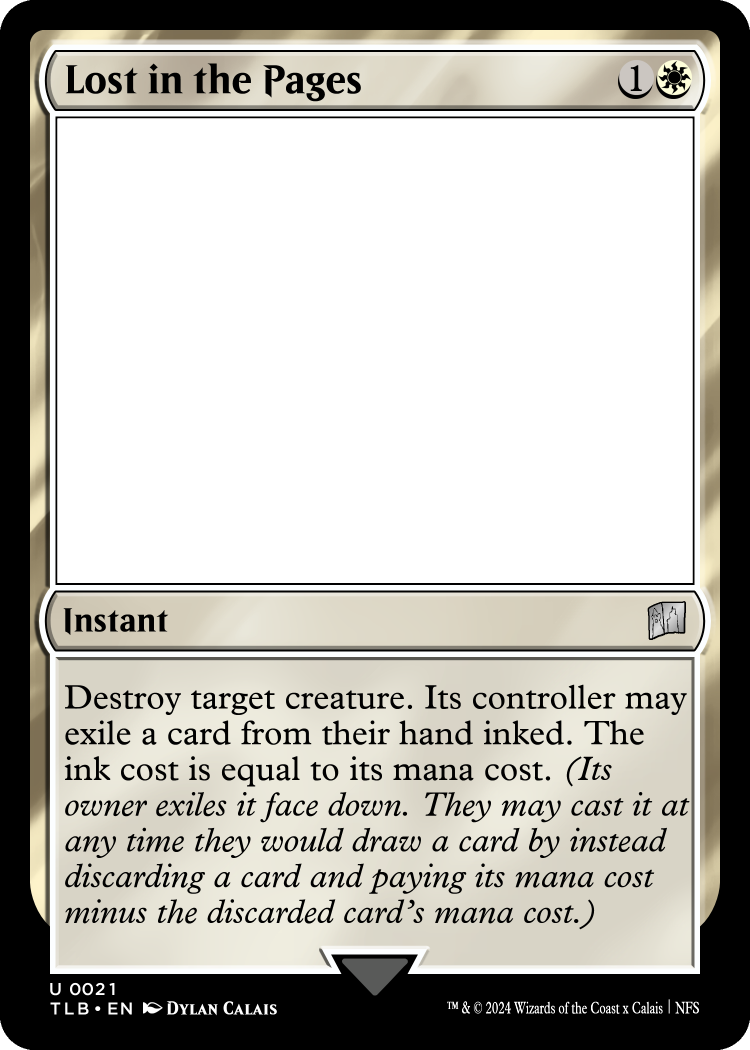 Lost in the Pages 1
Instant
Destroy target creature. Its controller may
exile a card from their hand inked. The
ink cost is equal to its mana cost. (Its
owner exiles it face down. They may cast it at
any time they would draw a card by instead
discarding a card and paying its mana cost
minus the discarded card's mana cost.)
U 0021
TLB • EN Dylan Calais
™ & © 2024 Wizards of the Coast x Calais | NFS